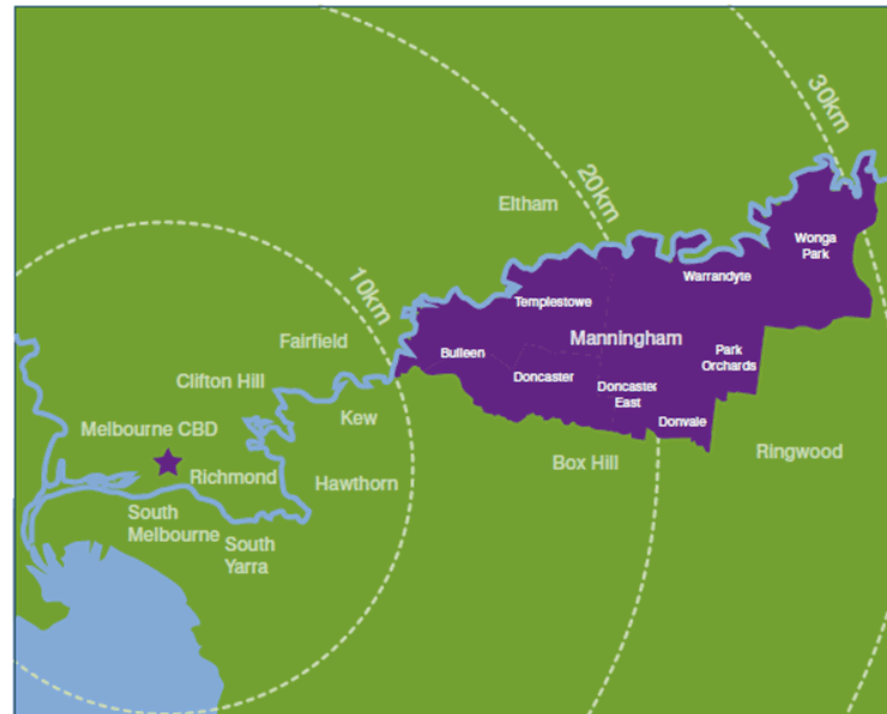 30km
20km
Eltham
Wonga
Park
Warrandyte
10km
Templestowe
Fairfield
Manningham
Bulleen
Park
Orchards
Clifton Hill
Doncaster
Doncaster
East
Kew
Donvale
Melbourne CBD
Box Hill
Ringwood
Richmond
Hawthorn
South
Melbourne
South
Yarra